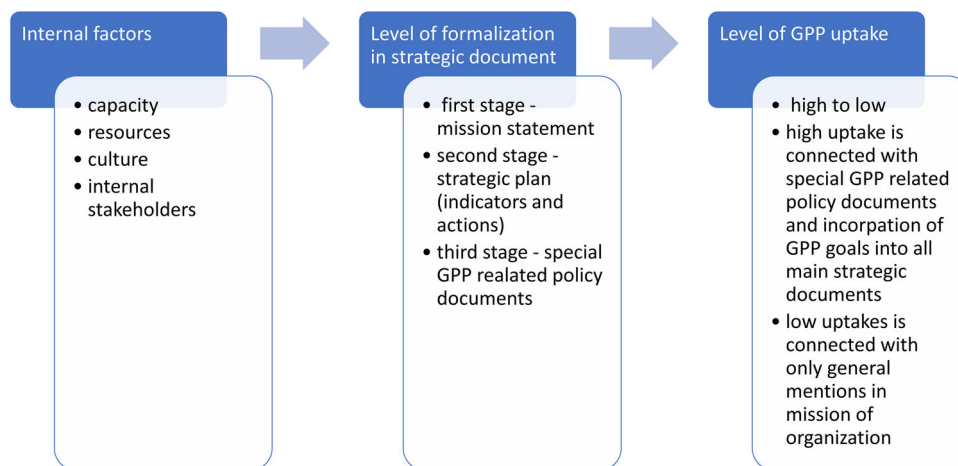 Internal factors
• capacity
• resources
• culture
• internal
stakeholders
Level of formalization
in strategic document
• first stage -
mission statement
• second stage -
strategic plan
(indicators and
actions)
• third stage - special
GPP realated policy
documents
Level of GPP uptake
• high to low
• high uptake is
connected with
special GPP related
policy documents
and incorpation of
GPP goals into all
main strategic
documents
• low uptakes is
connected with
only general
mentions in
mission of
organization